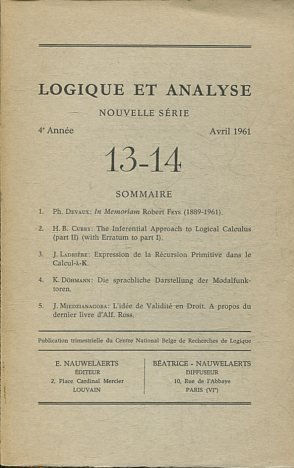 LOGIQUE ET ANALYSE
NOUVELLE SÉRIE
4e Année Avril 1961
13-14
SOMMAIRE
1. Ph. Devaux: In Memoriam Robert Feys (1889-1961).
2. H. B. Curry: The Inferential Approach to Logical Calculus
(part II) (with Erratum to part I).
3. J. Ladrière: Expression de la Récursion Primitive dans le
Calcul-λ-K.
4. K. Döhmann: Die sprachliche Darstellung der Modalfunk-
toren.
5. J. Miedzianagora: L'idée de Validité en Droit. A propos du
dernier livre d'Alf. Ross.
Publication trimestrielle du Centre National Belge de Recherches de Logique
E. NAUWELAERTS
ÉDITEUR
2, Place Cardinal Mercier
LOUVAIN
BÉATRICE - NAUWELAERTS
DIFFUSEUR
10, Rue de l'Abbaye
PARIS (VIe)